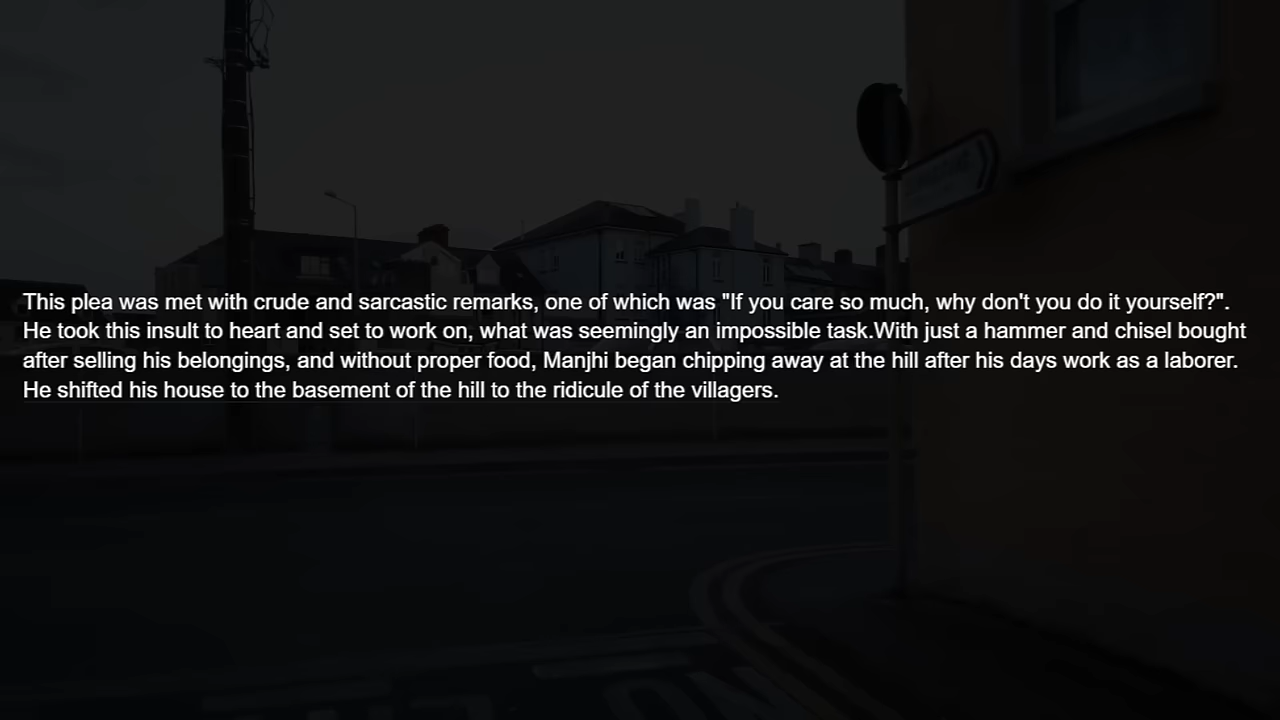 This plea was met with crude and sarcastic remarks, one of which was "If you care so much, why don't you do it yourself?".
He took this insult to heart and set to work on, what was seemingly an impossible task.With just a hammer and chisel bought
after selling his belongings, and without proper food, Manjhi began chipping away at the hill after his days work as a laborer.
He shifted his house to the basement of the hill to the ridicule of the villagers.